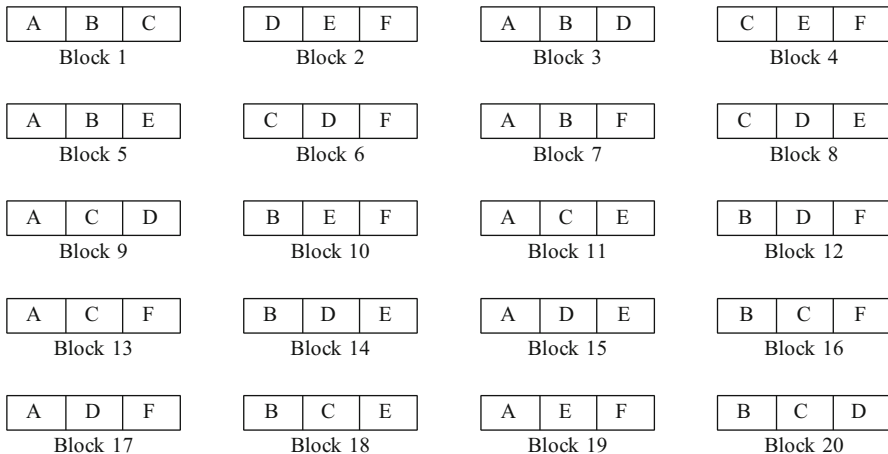 A B C D E F A B D C E F
Block 1 Block 2 Block 3 Block 4
A B E C D F A B F C D E
Block 5 Block 6 Block 7 Block 8
A C D B E F A C E B D F
Block 9 Block 10 Block 11 Block 12
A C F B D E A D E B C F
Block 13 Block 14 Block 15 Block 16
A D F B C E A E F B C D
Block 17 Block 18 Block 19 Block 20